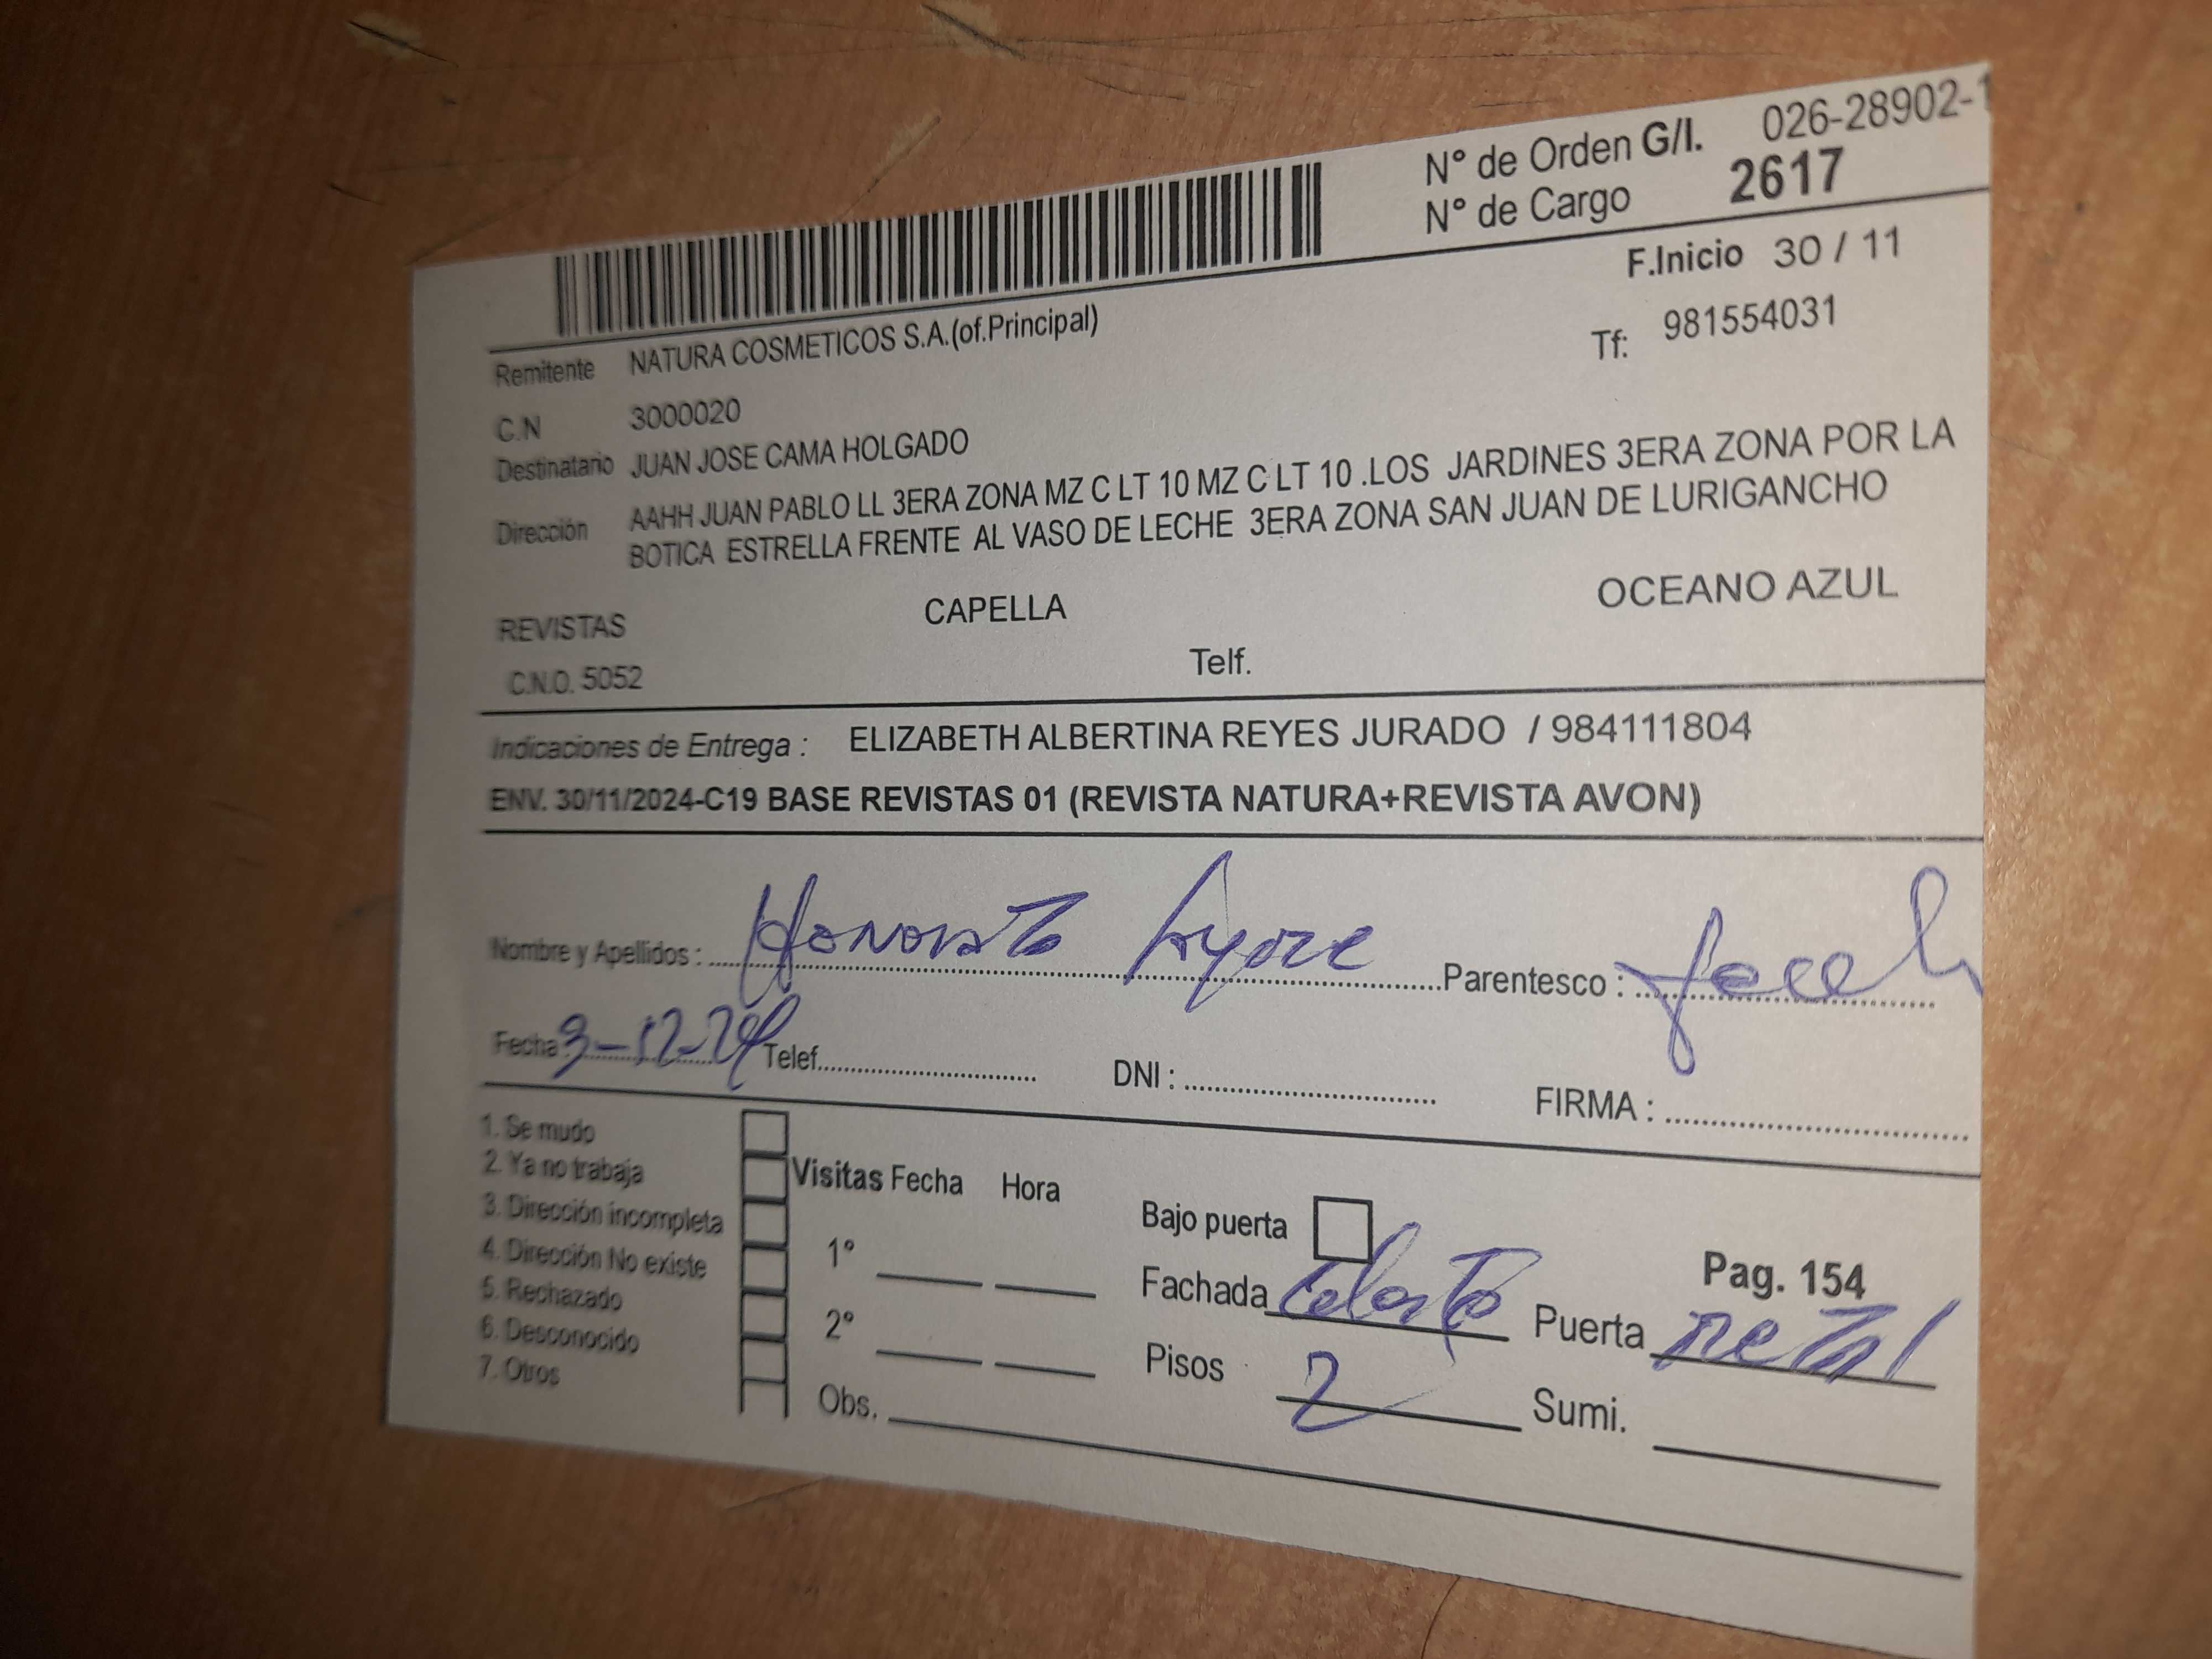 N° de Orden G/I. 026-28902-1
N° de Cargo 2617
F.Inicio 30 / 11
Remitente NATURA COSMETICOS S.A.(of.Principal)
Tf: 981554031
C.N 3000020
Destinatario JUAN JOSE CAMA HOLGADO
Dirección AAHH JUAN PABLO LL 3ERA ZONA MZ C LT 10 MZ C LT 10 .LOS JARDINES 3ERA ZONA POR LA
BOTICA ESTRELLA FRENTE AL VASO DE LECHE 3ERA ZONA SAN JUAN DE LURIGANCHO
REVISTAS CAPELLA OCEANO AZUL
C.N.O. 5052 Telf.
Indicaciones de Entrega : ELIZABETH ALBERTINA REYES JURADO / 984111804
ENV. 30/11/2024-C19 BASE REVISTAS 01 (REVISTA NATURA+REVISTA AVON)
Nombre y Apellidos : Honorato Parentesco :
Fecha : 3-12-24 Telef. DNI : FIRMA :
1. Se mudo
2. Ya no trabaja
3. Dirección incompleta
4. Dirección No existe
5. Rechazado
6. Desconocido
7. Otros
Visitas Fecha Hora
1°
2°
Obs.
Bajo puerta
Pag. 154
Fachada Celeste Puerta metal
Pisos 2 Sumi.